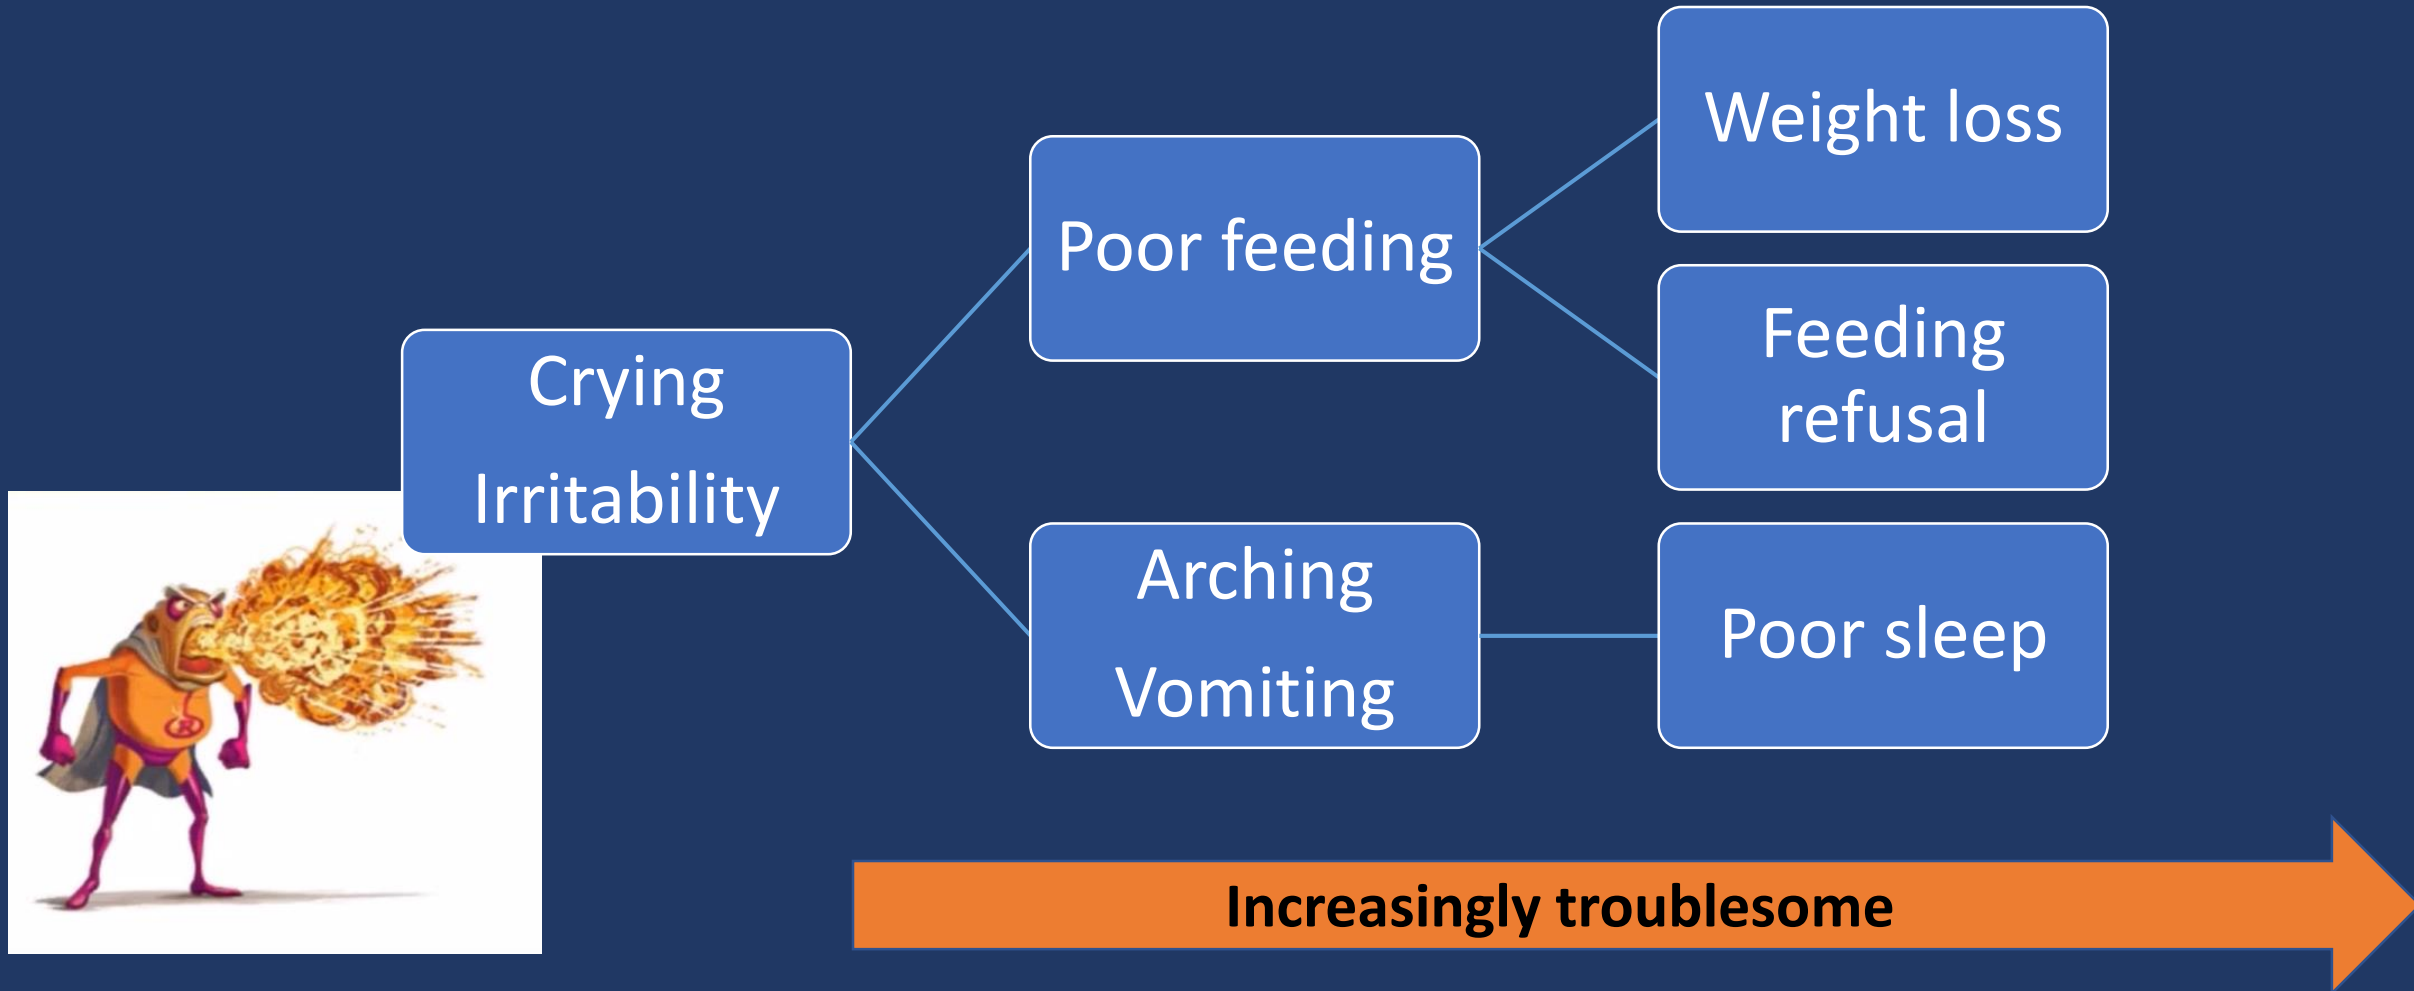 Crying
Irritability
Poor feeding
Arching
Vomiting
Weight loss
Feeding
refusal
Poor sleep
R
Increasingly troublesome